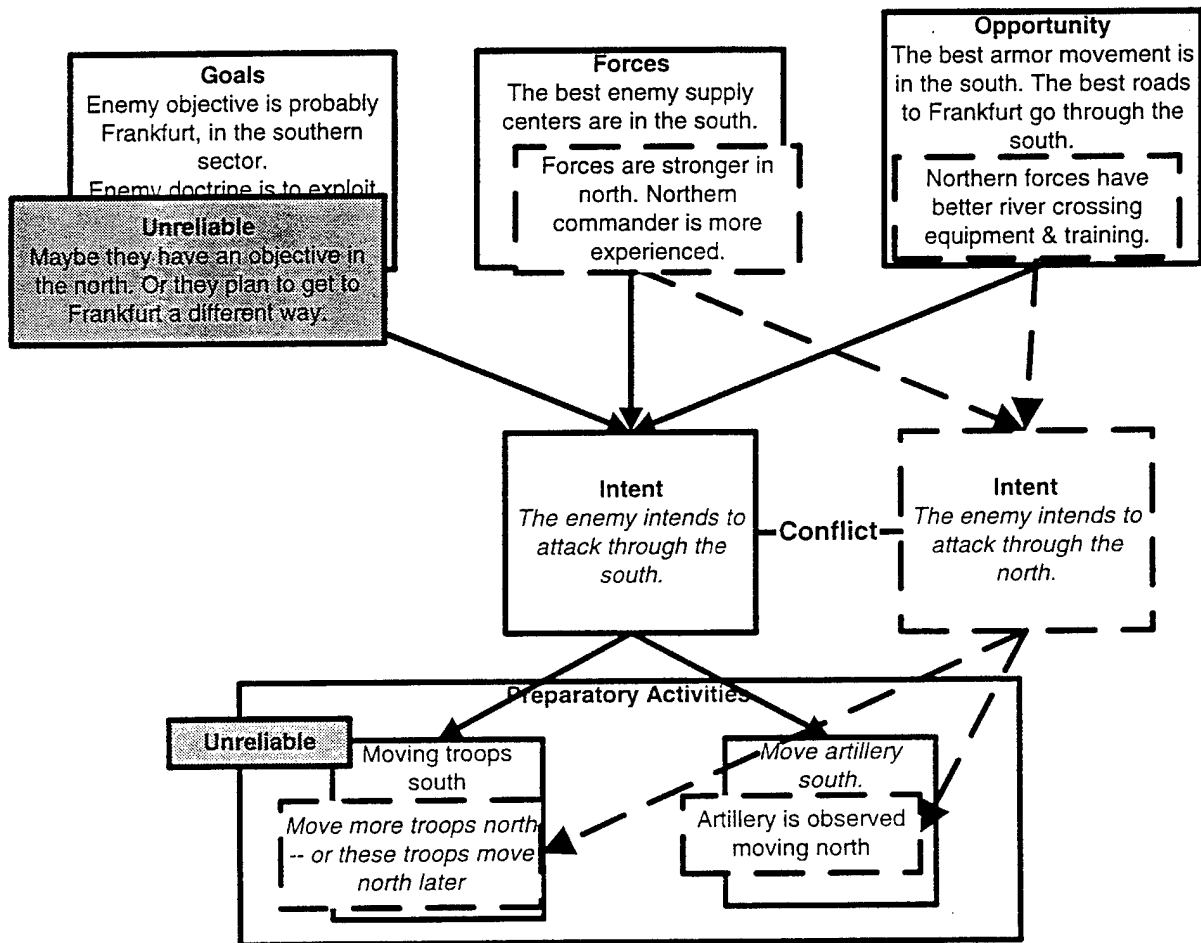 Goals
Enemy objective is probably
Frankfurt, in the southern
sector.
Enemy doctrine is to exploit
Unreliable
Maybe they have an objective in
the north. Or they plan to get to
Frankfurt a different way.
Forces
The best enemy supply
centers are in the south.
Forces are stronger in
north. Northern
commander is more
experienced.
Opportunity
The best armor movement is
in the south. The best roads
to Frankfurt go through the
south.
Northern forces have
better river crossing
equipment & training.
Intent
The enemy intends to
attack through the
south.
Conflict
Intent
The enemy intends to
attack through the
north.
Preparatory Activities
Unreliable
Moving troops
south
Move more troops north
-- or these troops move
north later
Move artillery
south.
Artillery is observed
moving north